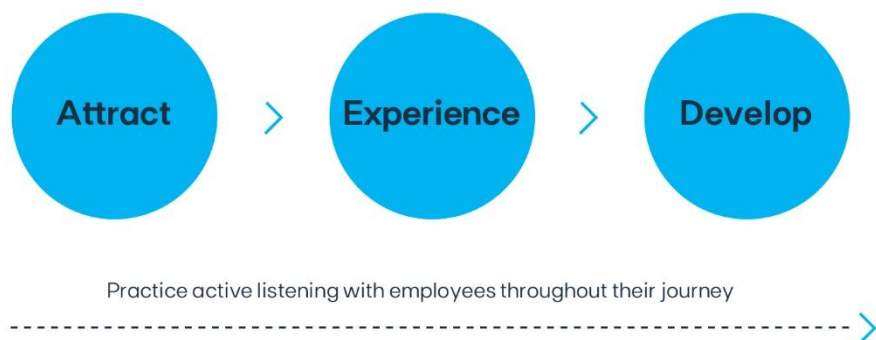 Attract
Experience
Develop
Practice active listening with employees throughout their journey